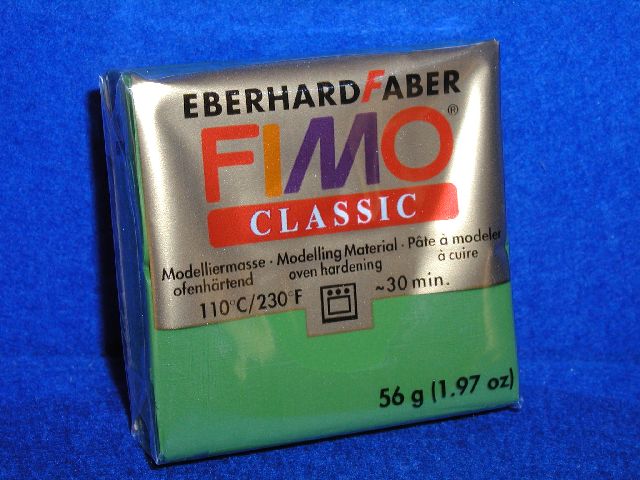 EBERHARDFABER
FIMO®
CLASSIC
Modelliermasse · Modelling Material · Pâte à modeler
ofenhärtend oven hardening à cuire
110°C/230°F ~30 min.
56 g (1.97 oz)